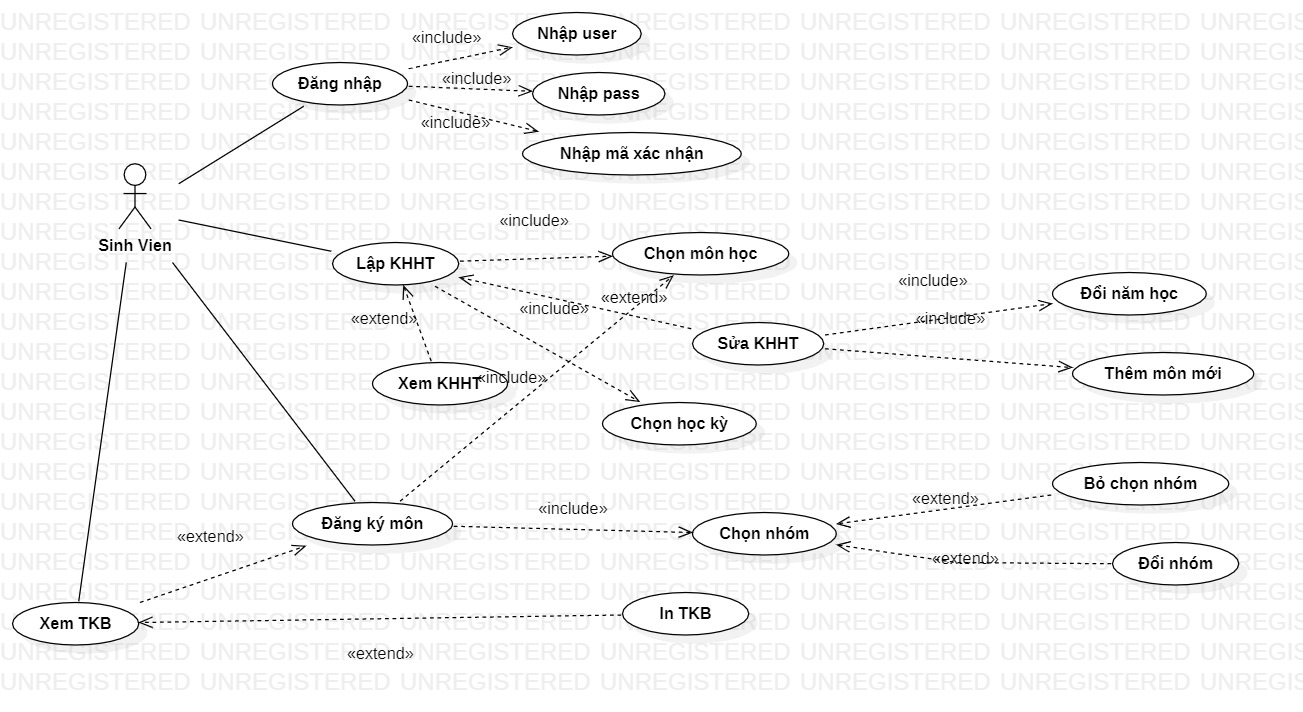 UNREGISTERED
«include»
Nhập user
Đăng nhập
«include»
Nhập pass
«include»
Nhập mã xác nhận
Sinh Vien
«include»
Lập KHHT
Chọn môn học
«include»
Đổi năm học
«extend»
«include»
«extend»
«include»
Sửa KHHT
Xem KHHT
«include»
Thêm môn mới
Chọn học kỳ
Bỏ chọn nhóm
«extend»
«include»
Đăng ký môn
Chọn nhóm
«extend»
«extend»
Đổi nhóm
Xem TKB
In TKB
«extend»